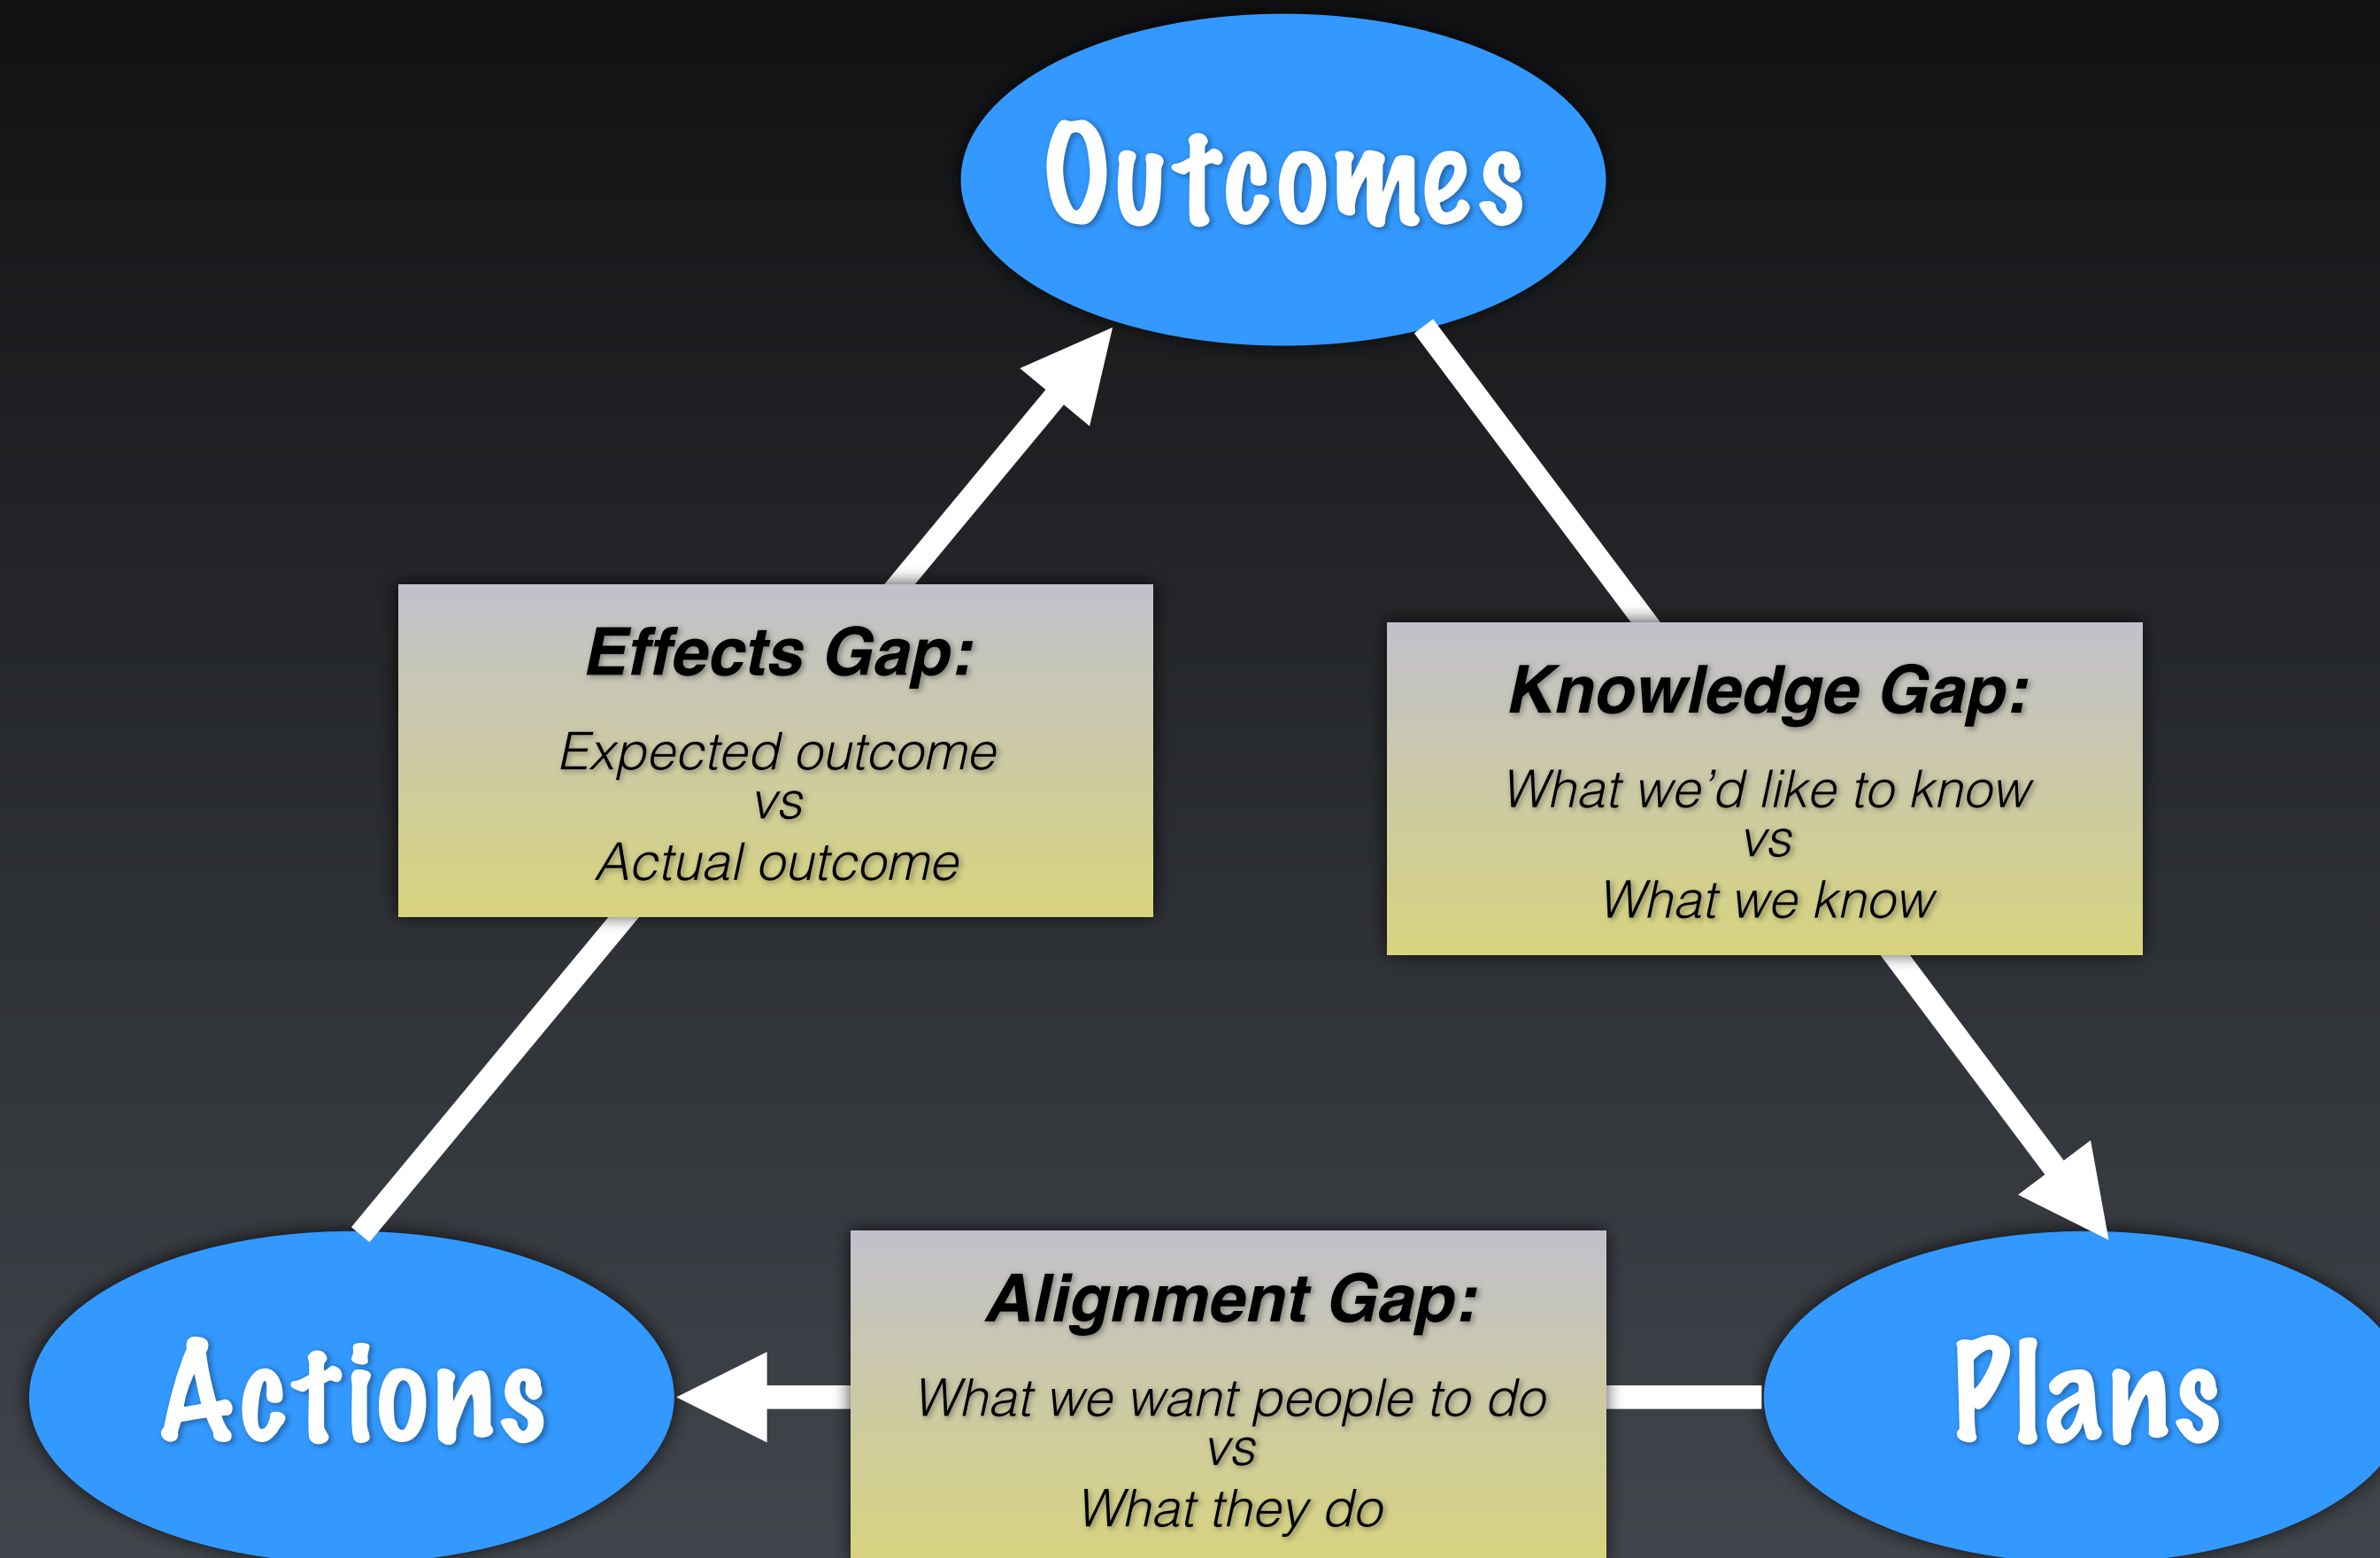 Outcomes
Effects Gap:
Expected outcome
vs
Actual outcome
Knowledge Gap:
What we’d like to know
vs
What we know
Actions
Alignment Gap:
What we want people to do
vs
What they do
Plans